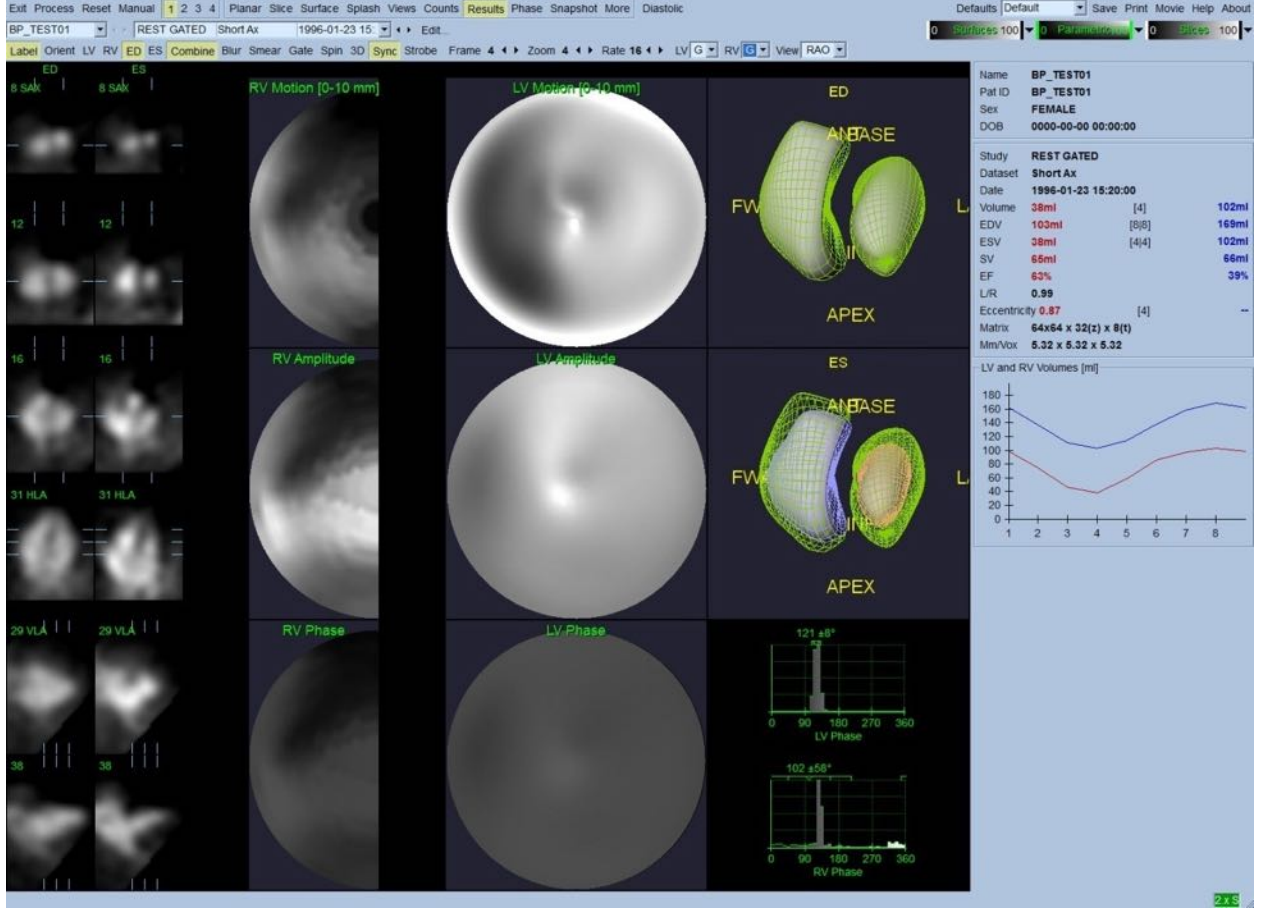 Exit Process Reset Manual 1 2 3 4 Planar Slice Surface Splash Views Counts Results Phase Snapshot More Diastolic Defaults Default Save Print Movie Help About
BP_TEST01 REST GATED Short Ax 1996-01-23 15: Edit... 0 Surfaces 100 0 Parametric 0 Slices 100
Label Orient LV RV ED ES Combine Blur Smear Gate Spin 3D Sync Strobe Frame 4 Zoom 4 Rate 16 LV G RV G View RAO
ED ES
8 SAX 8 SAX
12 12
16 16
31 HLA 31 HLA
29 VLA 29 VLA
38 38
RV Motion [0-10 mm] LV Motion [0-10 mm]
RV Amplitude LV Amplitude
RV Phase LV Phase
ED
ANT BASE
FW
INF
APEX
ES
ANT BASE
FW
INF
APEX
121 ±6°
0 90 180 270 360
LV Phase
102 ±56°
0 90 180 270 360
RV Phase
Name BP_TEST01
Pat ID BP_TEST01
Sex FEMALE
DOB 0000-00-00 00:00:00
Study REST GATED
Dataset Short Ax
Date 1996-01-23 15:20:00
Volume 38ml [4] 102ml
EDV 103ml [8|8] 169ml
ESV 38ml [4|4] 102ml
SV 65ml 66ml
EF 63% 39%
L/R 0.99
Eccentricity 0.87 [4] --
Matrix 64x64 x 32(z) x 8(t)
Mm/Vox 5.32 x 5.32 x 5.32
LV and RV Volumes [ml]
180
160
140
120
100
80
60
40
20
0
1 2 3 4 5 6 7 8
2 x S